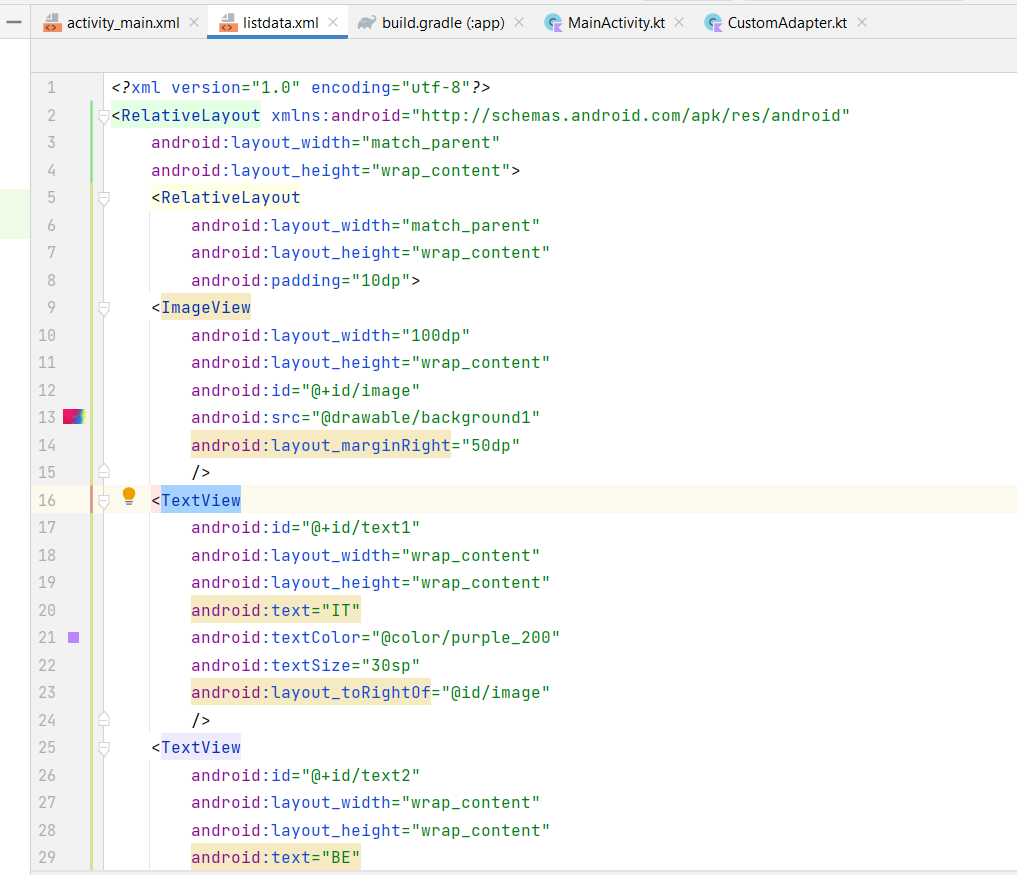 activity_main.xml listdata.xml build.gradle (:app) MainActivity.kt CustomAdapter.kt
1 <?xml version="1.0" encoding="utf-8"?>
2 <RelativeLayout xmlns:android="http://schemas.android.com/apk/res/android"
3 android:layout_width="match_parent"
4 android:layout_height="wrap_content">
5 <RelativeLayout
6 android:layout_width="match_parent"
7 android:layout_height="wrap_content"
8 android:padding="10dp">
9 <ImageView
10 android:layout_width="100dp"
11 android:layout_height="wrap_content"
12 android:id="@+id/image"
13 android:src="@drawable/background1"
14 android:layout_marginRight="50dp"
15 />
16 <TextView
17 android:id="@+id/text1"
18 android:layout_width="wrap_content"
19 android:layout_height="wrap_content"
20 android:text="IT"
21 android:textColor="@color/purple_200"
22 android:textSize="30sp"
23 android:layout_toRightOf="@id/image"
24 />
25 <TextView
26 android:id="@+id/text2"
27 android:layout_width="wrap_content"
28 android:layout_height="wrap_content"
29 android:text="BE"